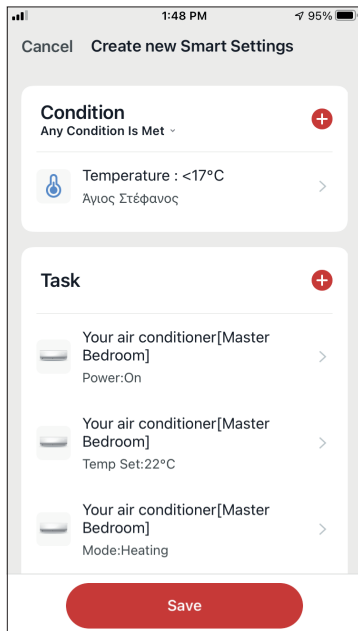 1:48 PM
95%
Cancel Create new Smart Settings
Condition
Any Condition Is Met
Temperature : <17°C
Άγιος Στέφανος
Task
Your air conditioner[Master
Bedroom]
Power:On
Your air conditioner[Master
Bedroom]
Temp Set:22°C
Your air conditioner[Master
Bedroom]
Mode:Heating
Save